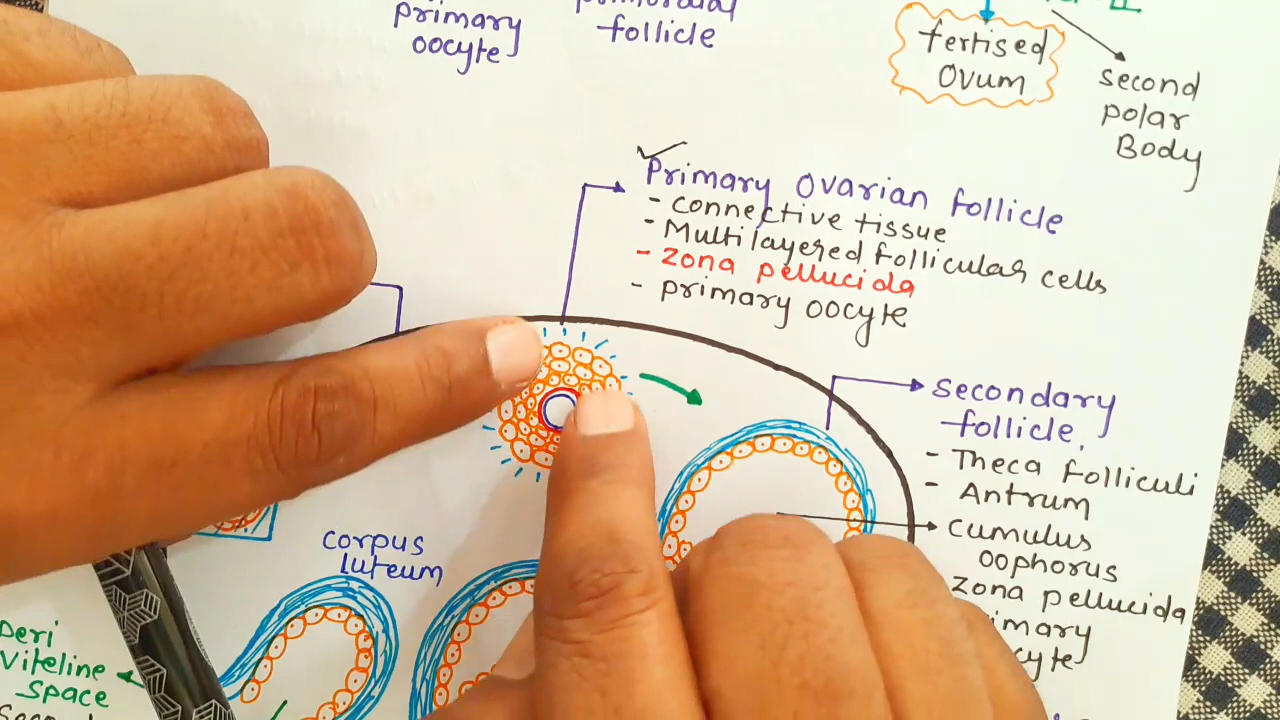 primary
oocyte
follicle
fertised
Ovum
second
polar
Body
Primary Ovarian follicle
- connective tissue
- Multilayered follicular cells
- Zona pellucida
- primary oocyte
Secondary
follicle.
- Theca folliculi
- Antrum
cumulus
oophorus
zona pellucida
corpus
luteum
peri
viteline
space